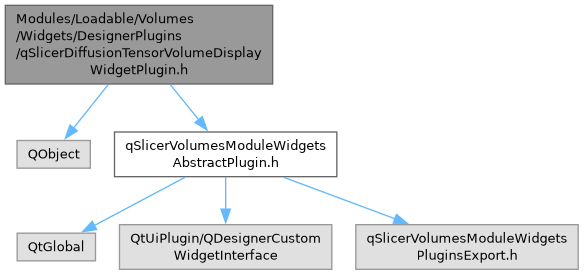 Modules/Loadable/Volumes
/Widgets/DesignerPlugins
/qSlicerDiffusionTensorVolumeDisplay
WidgetPlugin.h
QObject
qSlicerVolumesModuleWidgets
AbstractPlugin.h
QtGlobal
QtUiPlugin/QDesignerCustom
WidgetInterface
qSlicerVolumesModuleWidgets
PluginsExport.h